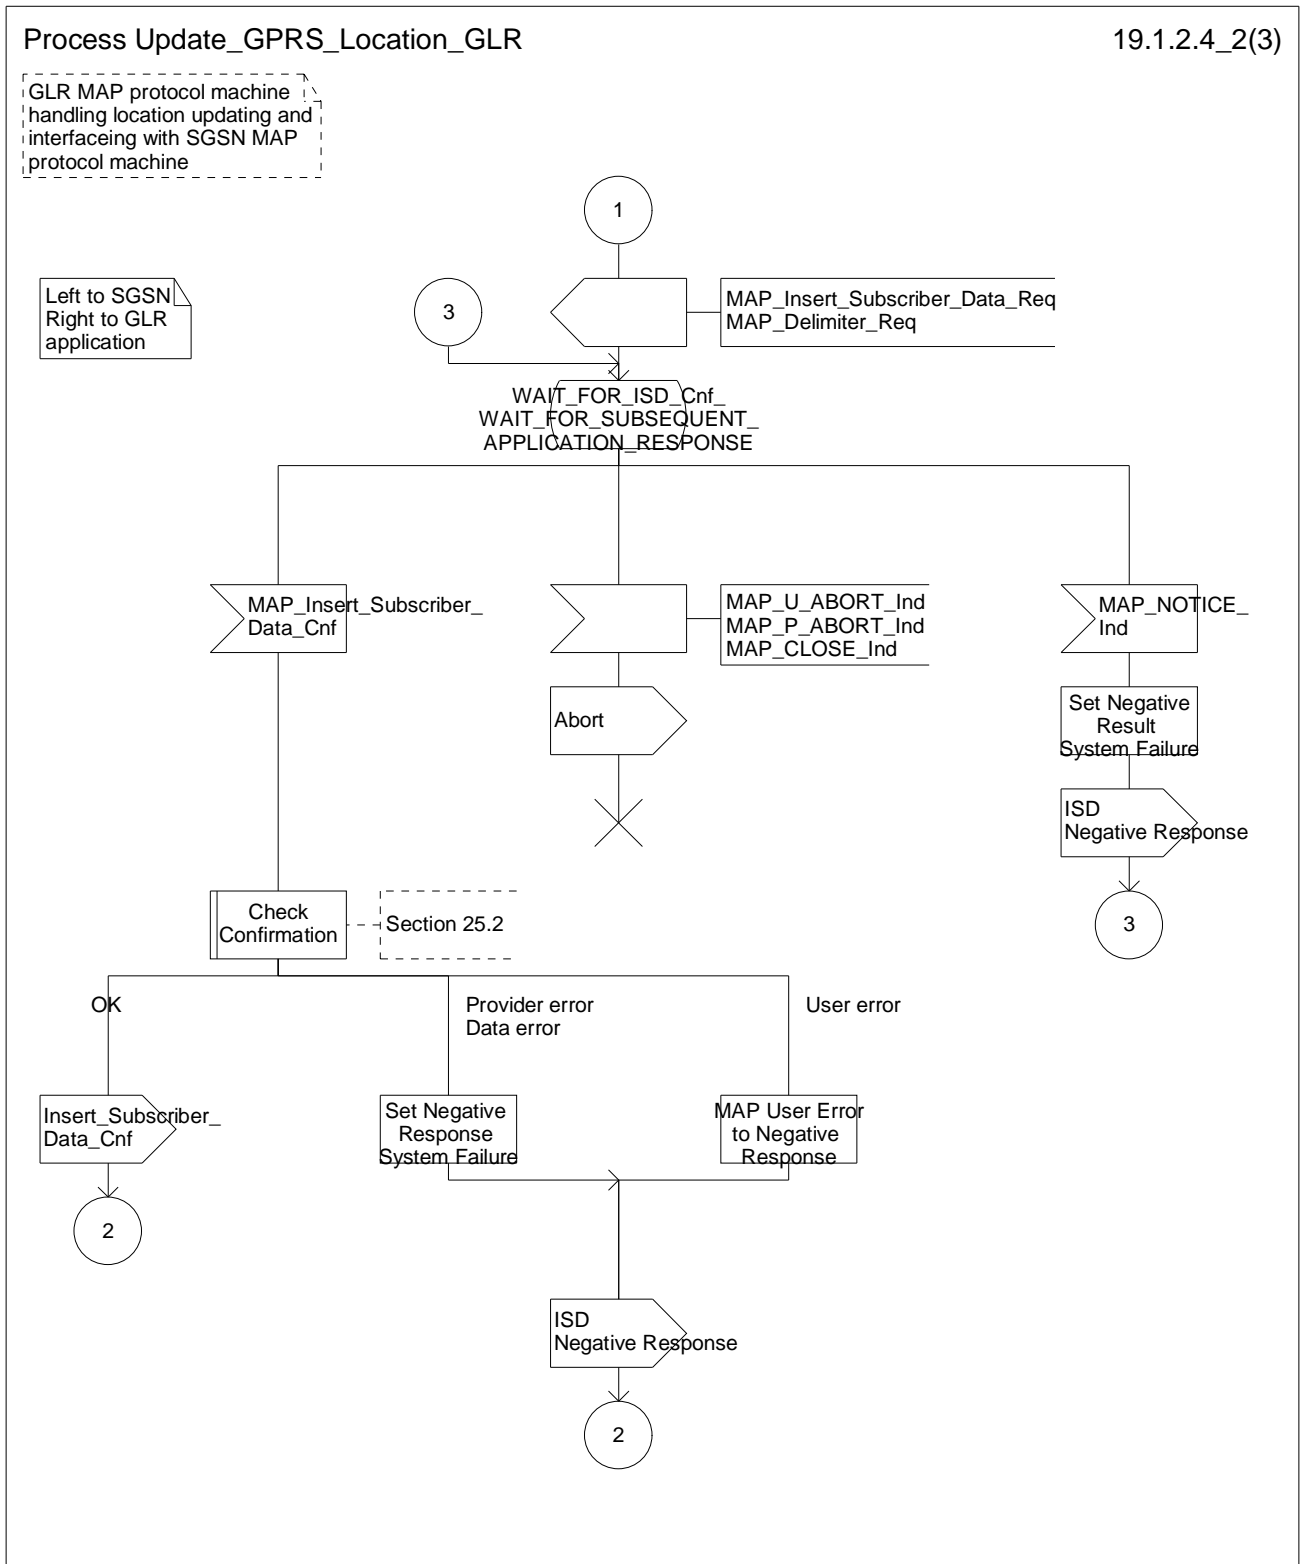 Process Update_GPRS_Location_GLR
19.1.2.4_2(3)
GLR MAP protocol machine
handling location updating and
interfaceing with SGSN MAP
protocol machine
1
Left to SGSN
Right to GLR
application
3
MAP_Insert_Subscriber_Data_Req
MAP_Delimiter_Req
WAIT_FOR_ISD_Cnf_
WAIT_FOR_SUBSEQUENT_
APPLICATION_RESPONSE
MAP_Insert_Subscriber_
Data_Cnf
MAP_U_ABORT_Ind
MAP_P_ABORT_Ind
MAP_CLOSE_Ind
MAP_NOTICE_
Ind
Abort
Set Negative
Result
System Failure
ISD
Negative Response
Check
Confirmation
Section 25.2
3
OK
Provider error
Data error
User error
Insert_Subscriber_
Data_Cnf
Set Negative
Response
System Failure
MAP User Error
to Negative
Response
2
ISD
Negative Response
2